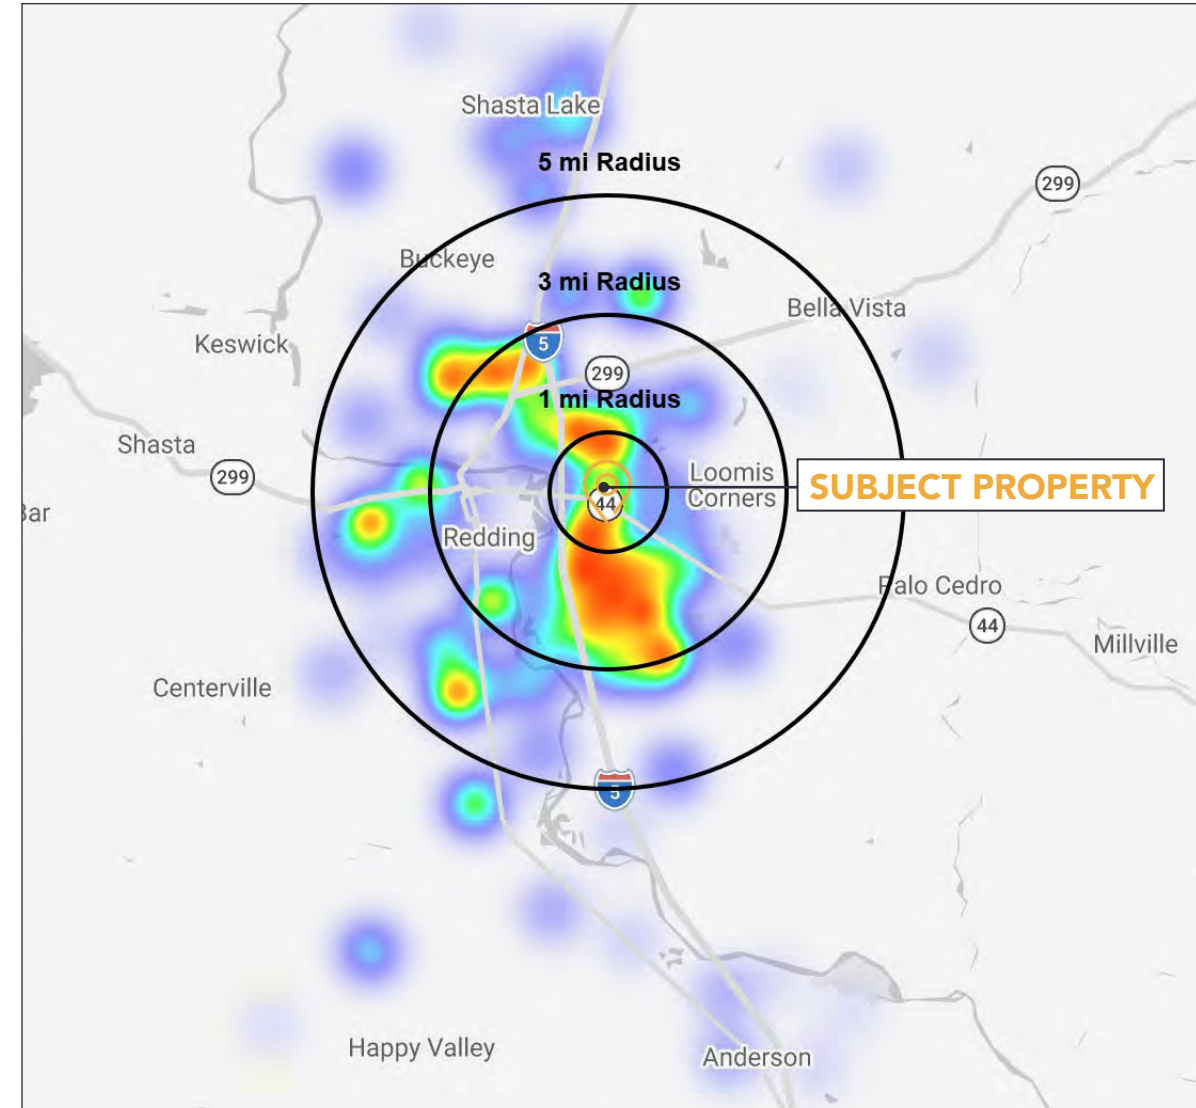 Shasta Lake
5 mi Radius
299
Buckeye
3 mi Radius
Bella Vista
Keswick
5
299
1 mi Radius
Shasta
299
Loomis
Corners
SUBJECT PROPERTY
44
Bar
Redding
Palo Cedro
44
Millville
Centerville
5
Happy Valley
Anderson